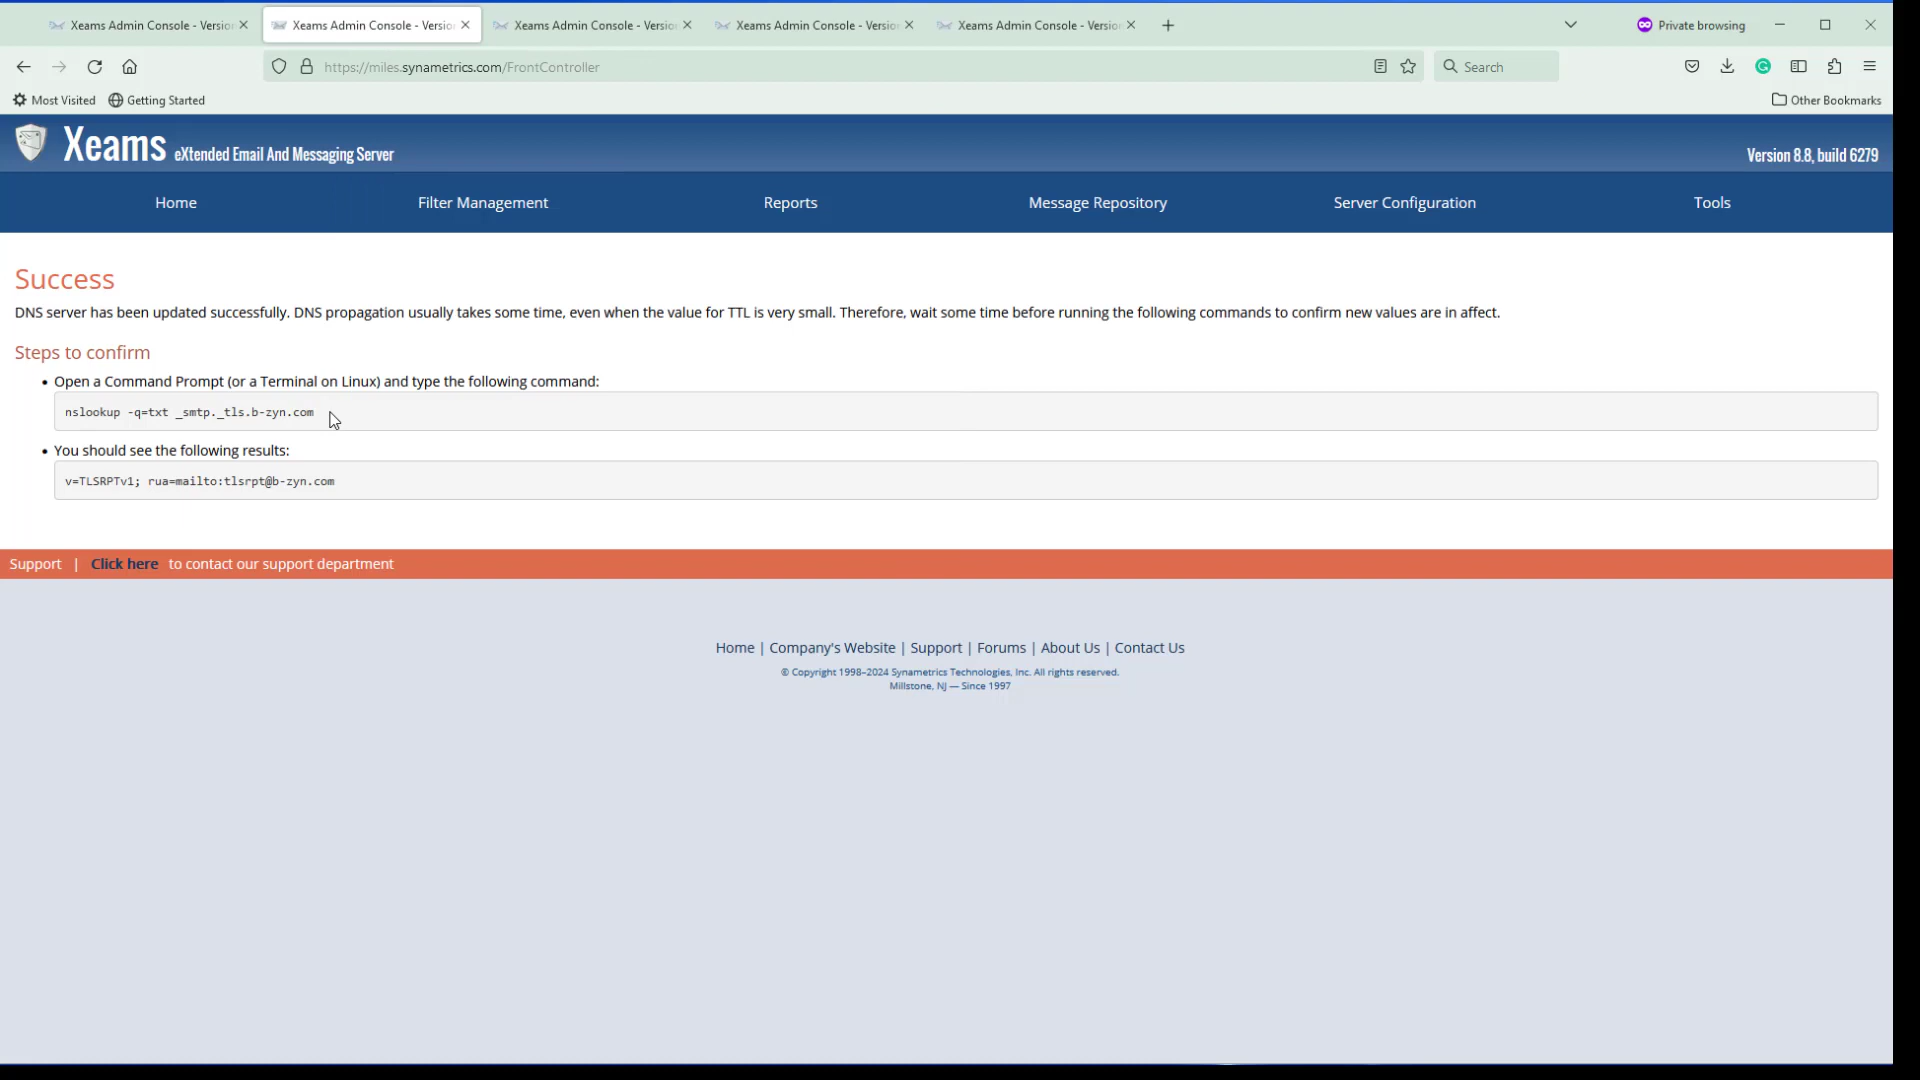 Xeams Admin Console - Version
Xeams Admin Console - Versio
Xeams Admin Console - Version
Xeams Admin Console - Version
Xeams Admin Console - Version
Private browsing
https://miles.synametrics.com/FrontController
Search
Most Visited
Getting Started
Other Bookmarks
Xeams eXtended Email And Messaging Server
Version 8.8, build 6279
Home
Filter Management
Reports
Message Repository
Server Configuration
Tools
Success
DNS server has been updated successfully. DNS propagation usually takes some time, even when the value for TTL is very small. Therefore, wait some time before running the following commands to confirm new values are in affect.
Steps to confirm
• Open a Command Prompt (or a Terminal on Linux) and type the following command:
nslookup -q=txt _smtp._tls.b-zyn.com
• You should see the following results:
v=TLSRPTv1; rua=mailto:tlsrpt@b-zyn.com
Support | Click here to contact our support department
Home | Company's Website | Support | Forums | About Us | Contact Us
© Copyright 1998–2024 Synametrics Technologies, Inc. All rights reserved.
Millstone, NJ — Since 1997